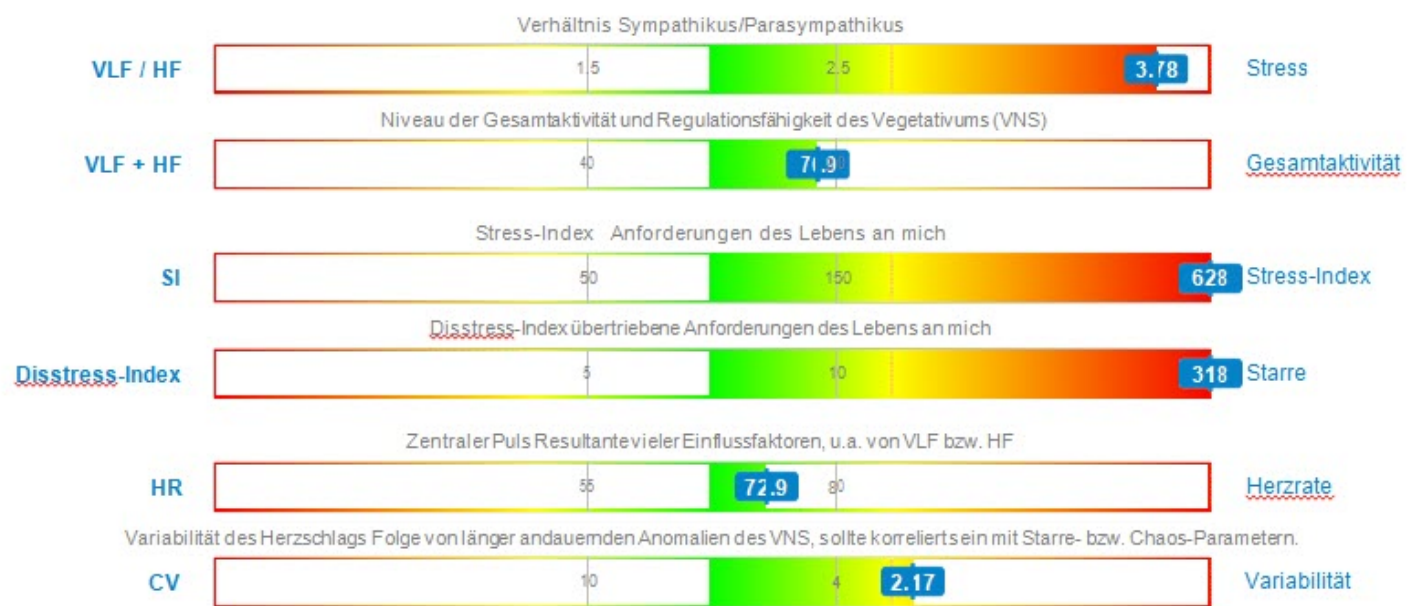 Verhältnis Sympathikus/Parasympathikus
VLF / HF 1.5 2.5 3.78 Stress
Niveau der Gesamtaktivität und Regulationsfähigkeit des Vegetativums (VNS)
VLF + HF 40 70.9 Gesamtaktivität
Stress-Index Anforderungen des Lebens an mich
SI 50 150 628 Stress-Index
Disstress-Index übertriebene Anforderungen des Lebens an mich
Disstress-Index 5 10 318 Starre
Zentraler Puls Resultante vieler Einflussfaktoren, u.a. von VLF bzw. HF
HR 55 72.9 80 Herzrate
Variabilität des Herzschlags Folge von länger andauernden Anomalien des VNS, sollte korreliert sein mit Starre- bzw. Chaos-Parametern.
CV 10 4 2.17 Variabilität